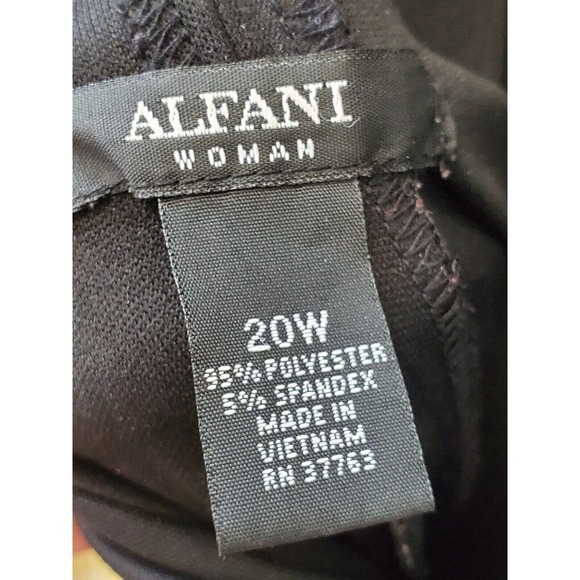 ALFANI
WOMAN
20W
95% POLYESTER
5% SPANDEX
MADE IN
VIETNAM
RN 37763